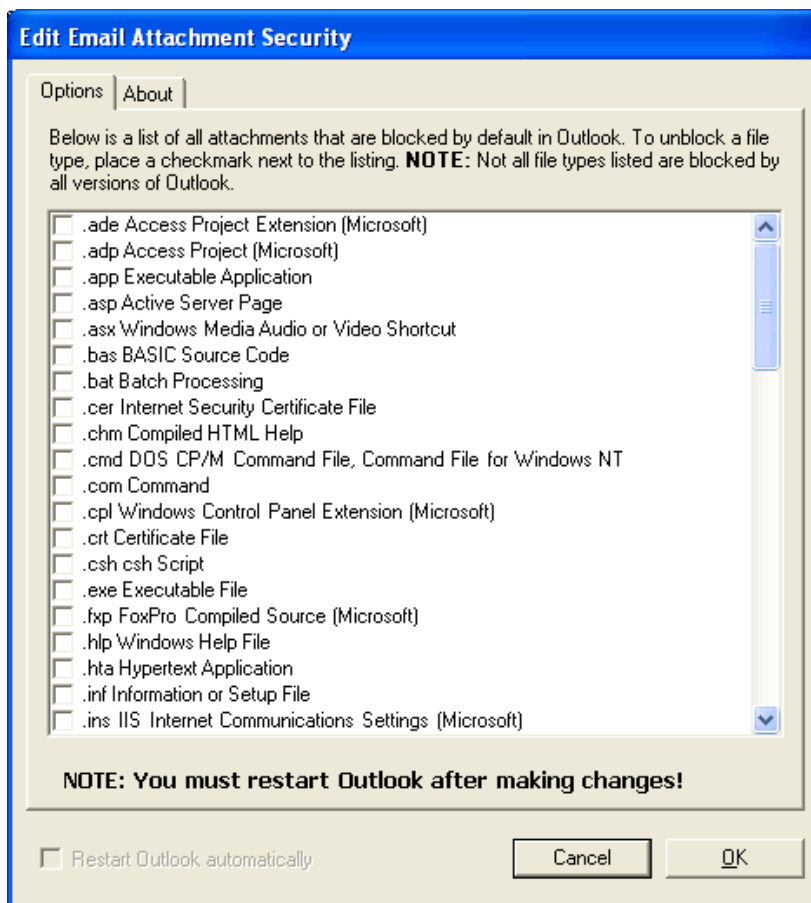 Edit Email Attachment Security
Options
About
Below is a list of all attachments that are blocked by default in Outlook. To unblock a file
type, place a checkmark next to the listing. NOTE: Not all file types listed are blocked by
all versions of Outlook.
.ade Access Project Extension (Microsoft)
.adp Access Project (Microsoft)
.app Executable Application
.asp Active Server Page
.asx Windows Media Audio or Video Shortcut
.bas BASIC Source Code
.bat Batch Processing
.cer Internet Security Certificate File
.chm Compiled HTML Help
.cmd DOS CP/M Command File, Command File for Windows NT
.com Command
.cpl Windows Control Panel Extension (Microsoft)
.crt Certificate File
.csh csh Script
.exe Executable File
.fxp FoxPro Compiled Source (Microsoft)
.hlp Windows Help File
.hta Hypertext Application
.inf Information or Setup File
.ins IIS Internet Communications Settings (Microsoft)
NOTE: You must restart Outlook after making changes!
Restart Outlook automatically
Cancel
OK